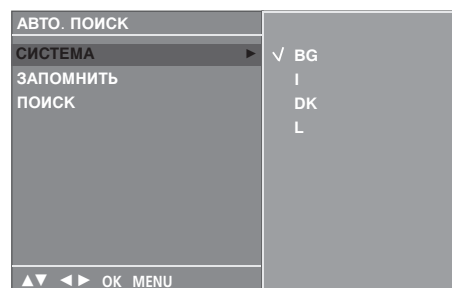 АВТО. ПОИСК
СИСТЕМА ►
ЗАПОМНИТЬ
ПОИСК
√ BG
I
DK
L
▲▼ ◄► OK MENU